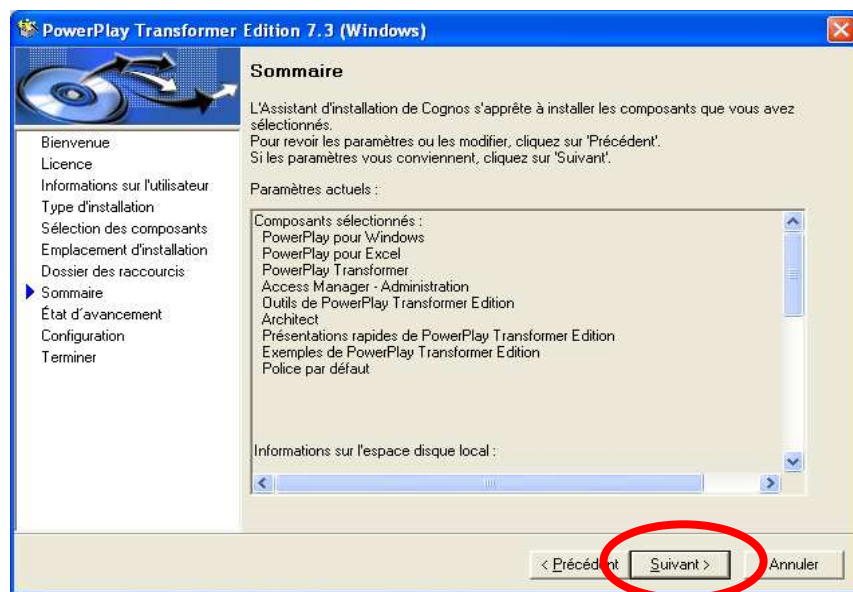 PowerPlay Transformer Edition 7.3 (Windows)
Bienvenue
Licence
Informations sur l'utilisateur
Type d'installation
Sélection des composants
Emplacement d'installation
Dossier des raccourcis
Sommaire
État d´avancement
Configuration
Terminer
Sommaire
L'Assistant d'installation de Cognos s'apprête à installer les composants que vous avez
sélectionnés.
Pour revoir les paramètres ou les modifier, cliquez sur 'Précédent'.
Si les paramètres vous conviennent, cliquez sur 'Suivant'.
Paramètres actuels :
Composants sélectionnés :
PowerPlay pour Windows
PowerPlay pour Excel
PowerPlay Transformer
Access Manager - Administration
Outils de PowerPlay Transformer Edition
Architect
Présentations rapides de PowerPlay Transformer Edition
Exemples de PowerPlay Transformer Edition
Police par défaut
Informations sur l'espace disque local :
< Précédent
Suivant >
Annuler